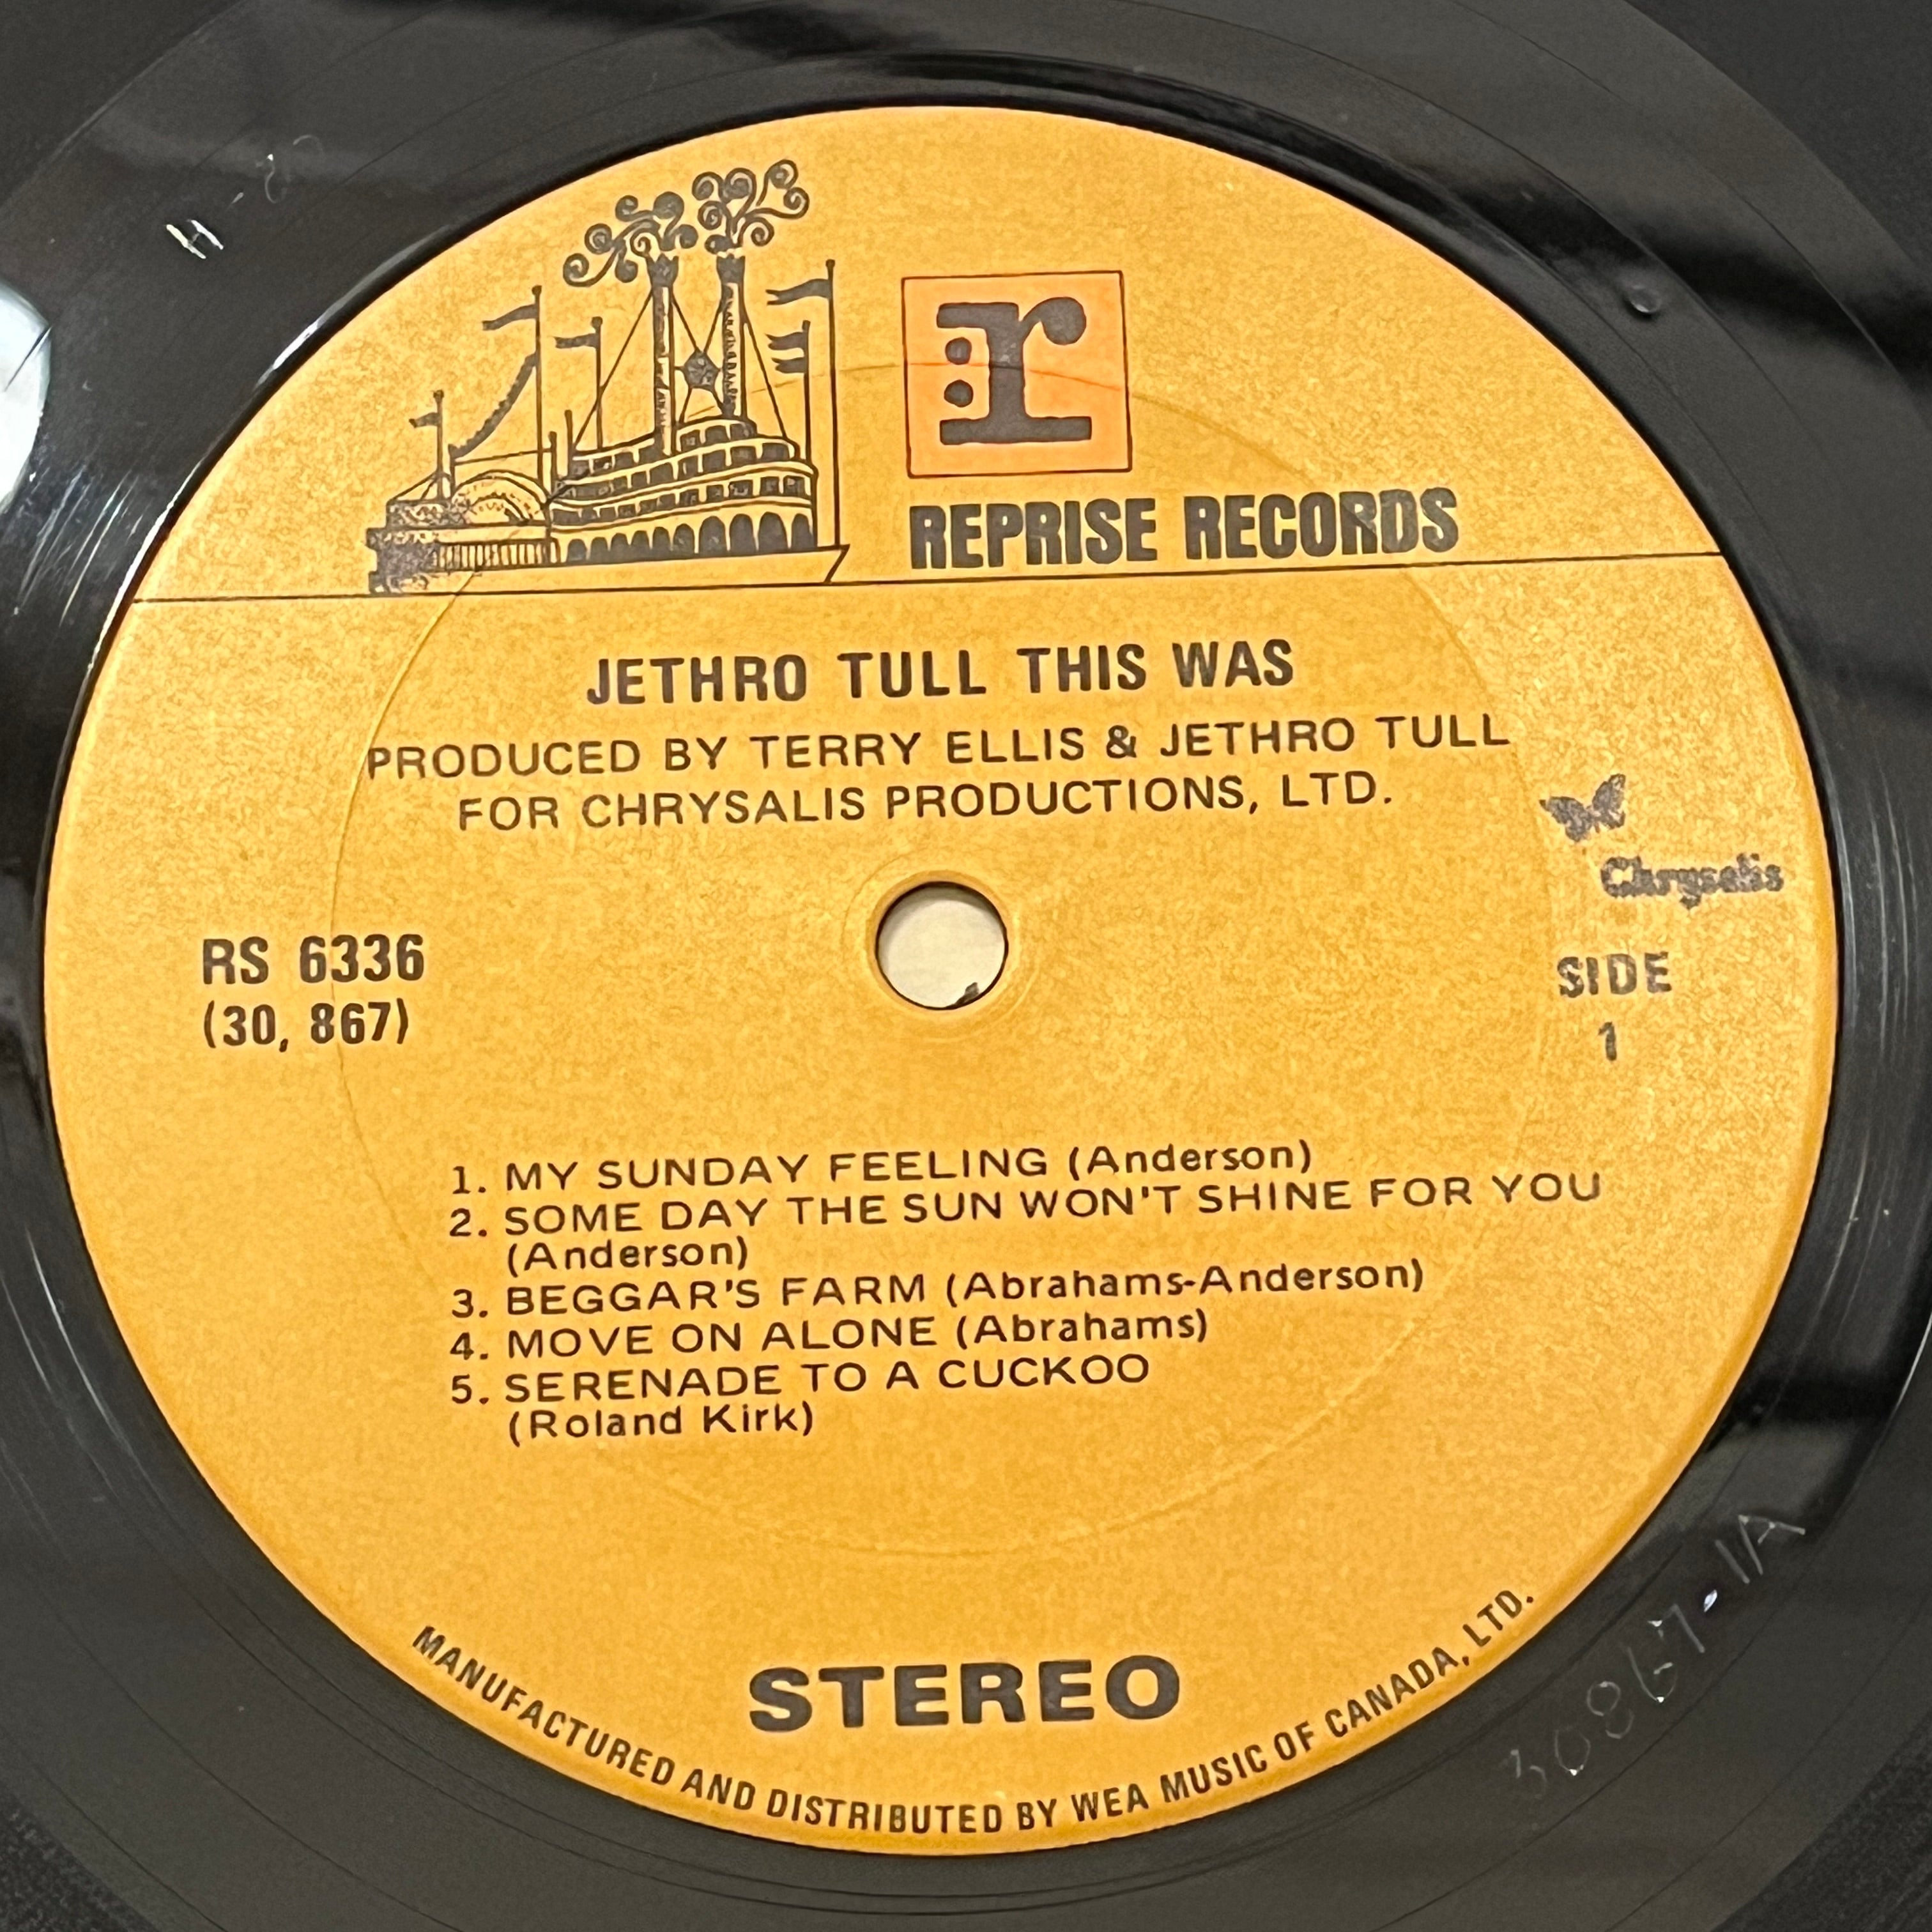 H-
:r
REPRISE RECORDS
JETHRO TULL THIS WAS
PRODUCED BY TERRY ELLIS & JETHRO TULL
FOR CHRYSALIS PRODUCTIONS, LTD.
Chrysalis
RS 6336
(30, 867)
SIDE
1
1. MY SUNDAY FEELING (Anderson)
2. SOME DAY THE SUN WON'T SHINE FOR YOU
(Anderson)
3. BEGGAR'S FARM (Abrahams-Anderson)
4. MOVE ON ALONE (Abrahams)
5. SERENADE TO A CUCKOO
(Roland Kirk)
STEREO
MANUFACTURED AND DISTRIBUTED BY WEA MUSIC OF CANADA, LTD.
30867-1A